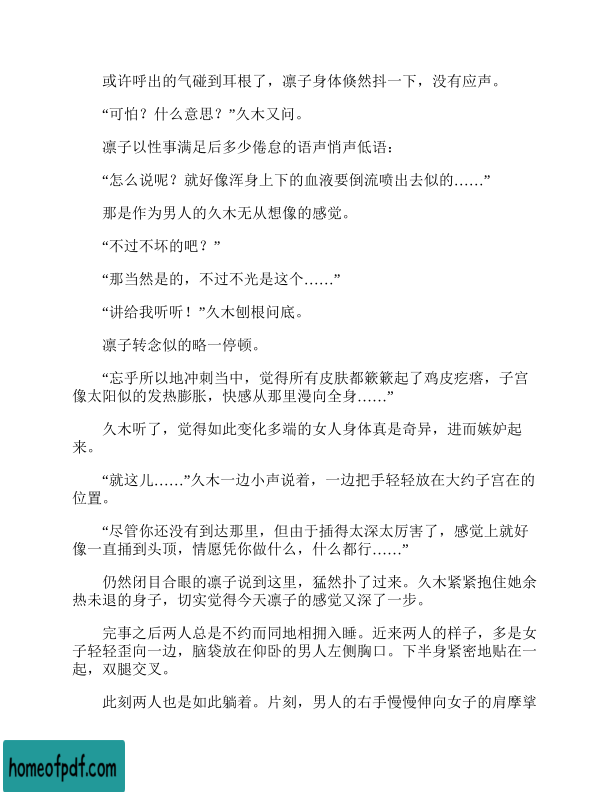 或许呼出的气碰到耳根了，凛子身体倏然抖一下，没有应声。
“可怕？什么意思？”久木又问。
凛子以性事满足后多少倦怠的语声悄声低语：
“怎么说呢？就好像浑身上下的血液要倒流喷出去似的……”
那是作为男人的久木无从想像的感觉。
“不过不坏的吧？”
“那当然是的，不过不光是这个……”
“讲给我听听！”久木刨根问底。
凛子转念似的略一停顿。
“忘乎所以地冲刺当中，觉得所有皮肤都簌簌起了鸡皮疙瘩，子宫
像太阳似的发热膨胀，快感从那里漫向全身……”
久木听了，觉得如此变化多端的女人身体真是奇异，进而嫉妒起
来。
“就这儿……”久木一边小声说着，一边把手轻轻放在大约子宫在的
位置。
“尽管你还没有到达那里，但由于插得太深太厉害了，感觉上就好
像一直捅到头顶，情愿凭你做什么，什么都行……”
仍然闭目合眼的凛子说到这里，猛然扑了过来。久木紧紧抱住她余
热未退的身子，切实觉得今天凛子的感觉又深了一步。
完事之后两人总是不约而同地相拥入睡。近来两人的样子，多是女
子轻轻歪向一边，脑袋放在仰卧的男人左侧胸口。下半身紧密地贴在一
起，双腿交叉。
此刻两人也是如此躺着。片刻，男人的右手慢慢伸向女子的肩摩挲
homeofpdf.com